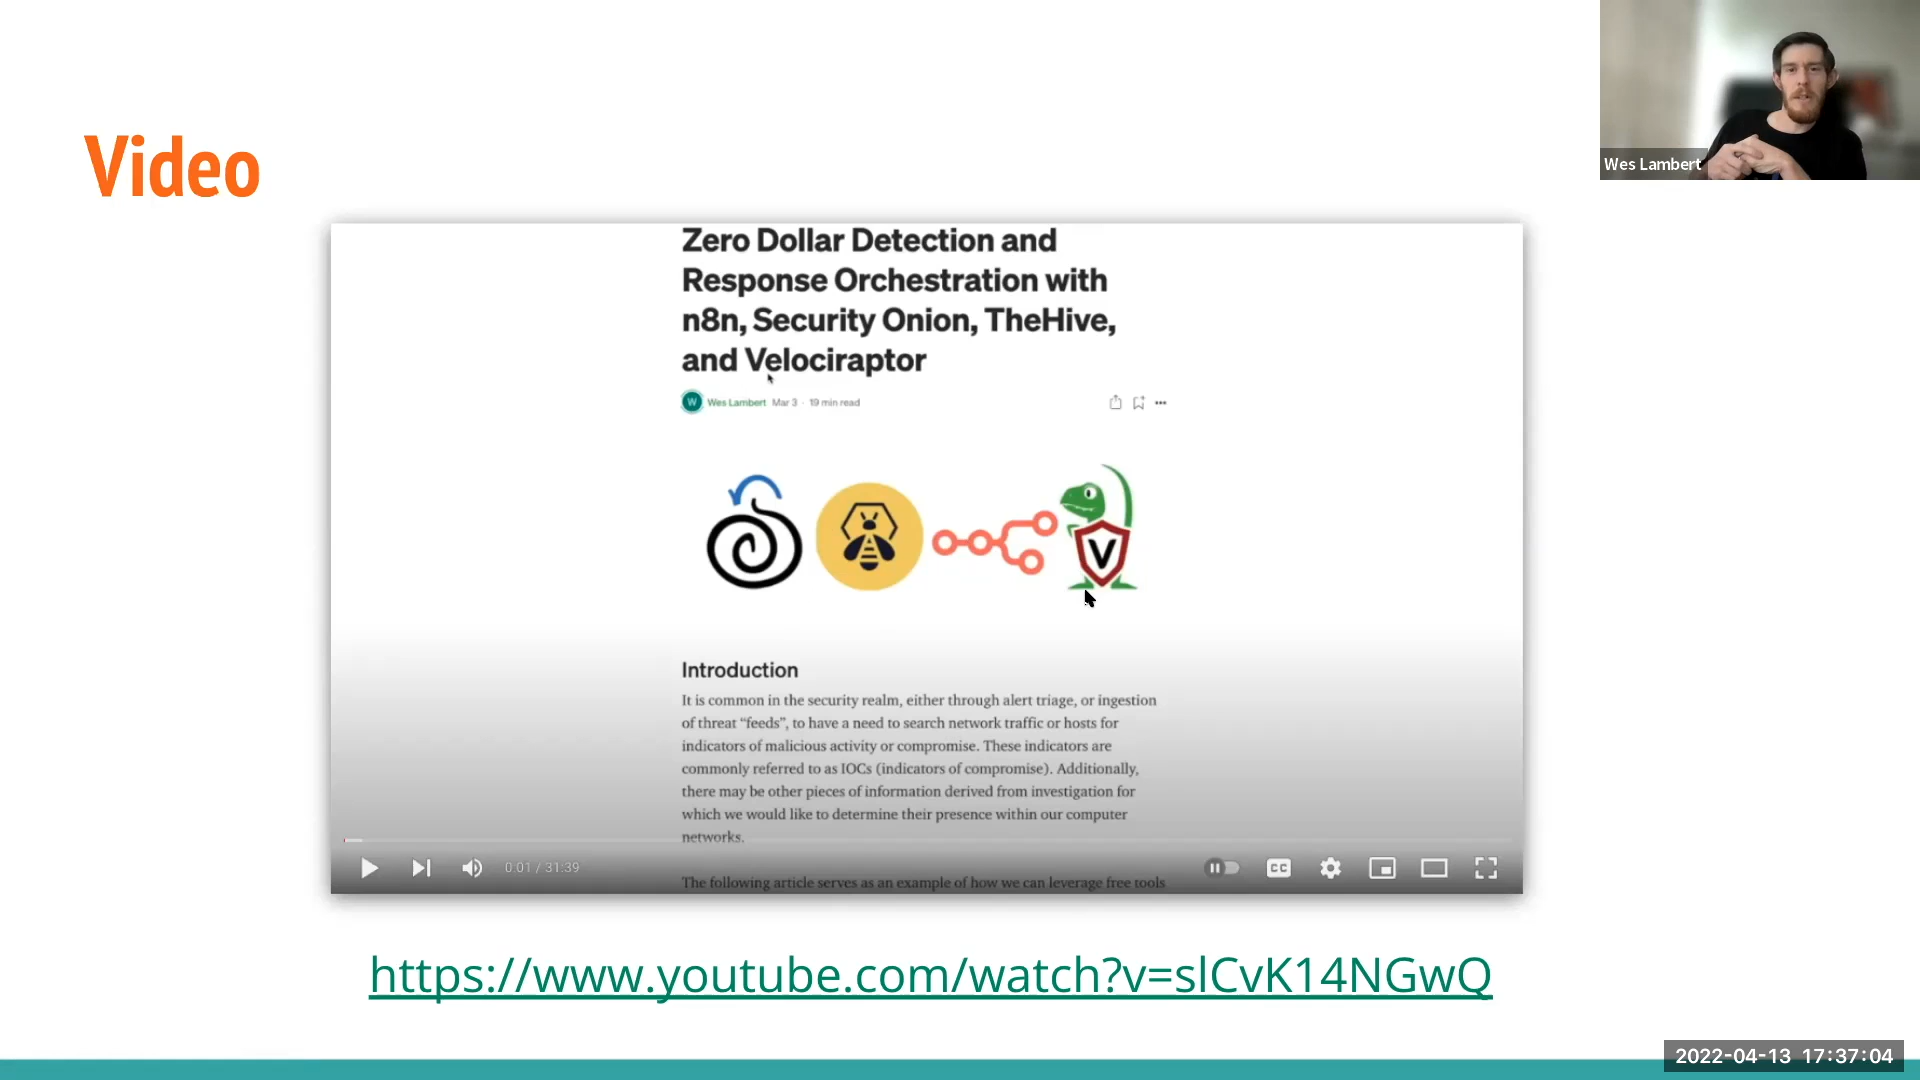 Wes Lambert
Video
Zero Dollar Detection and
Response Orchestration with
n8n, Security Onion, TheHive,
and Velociraptor
W Wes Lambert Mar 3 · 19 min read
V
Introduction
It is common in the security realm, either through alert triage, or ingestion
of threat “feeds”, to have a need to search network traffic or hosts for
indicators of malicious activity or compromise. These indicators are
commonly referred to as IOCs (indicators of compromise). Additionally,
there may be other pieces of information derived from investigation for
which we would like to determine their presence within our computer
networks.
0:01 / 31:39 CC
The following article serves as an example of how we can leverage free tools
https://www.youtube.com/watch?v=slCvK14NGwQ
2022-04-13 17:37:04